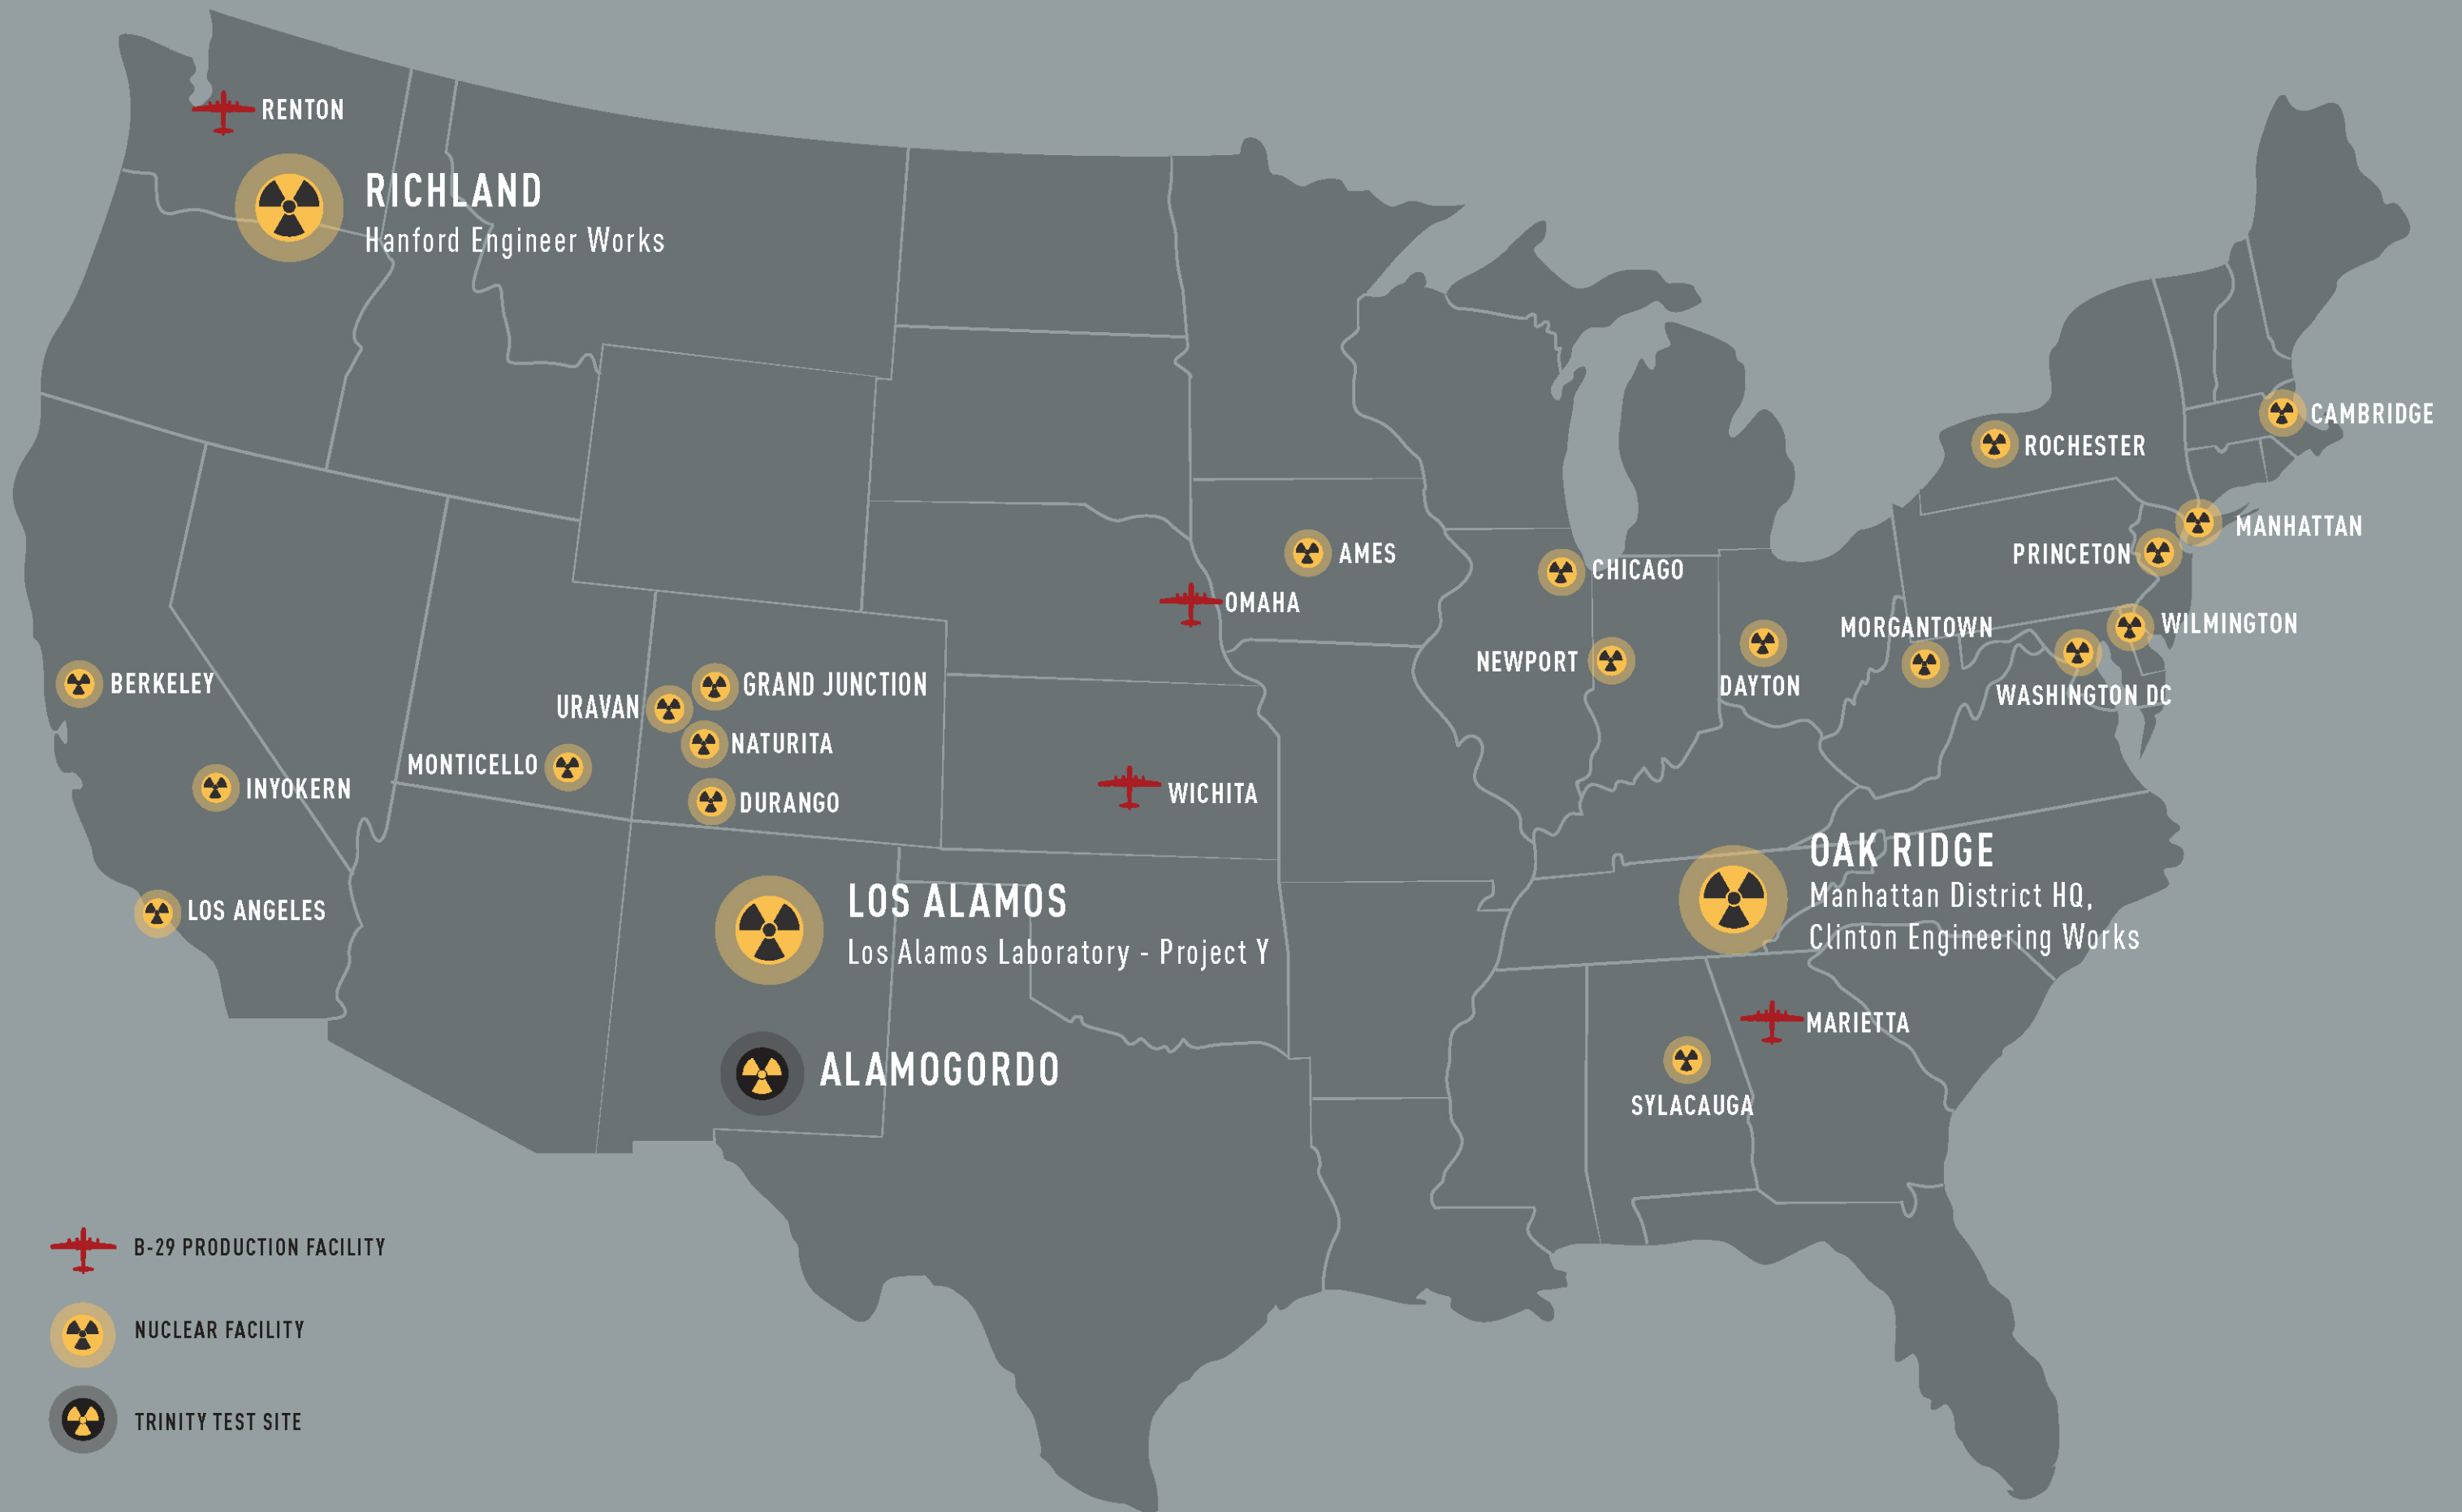 RENTON
RICHLAND
Hanford Engineer Works
CAMBRIDGE
ROCHESTER
MANHATTAN
PRINCETON
AMES
CHICAGO
OMAHA
WILMINGTON
MORGANTOWN
NEWPORT
DAYTON
WASHINGTON DC
BERKELEY
GRAND JUNCTION
URAVAN
NATURITA
MONTICELLO
INYOKERN
DURANGO
WICHITA
OAK RIDGE
Manhattan District HQ,
Clinton Engineering Works
LOS ANGELES
LOS ALAMOS
Los Alamos Laboratory - Project Y
MARIETTA
ALAMOGORDO
SYLACAUGA
B-29 PRODUCTION FACILITY
NUCLEAR FACILITY
TRINITY TEST SITE